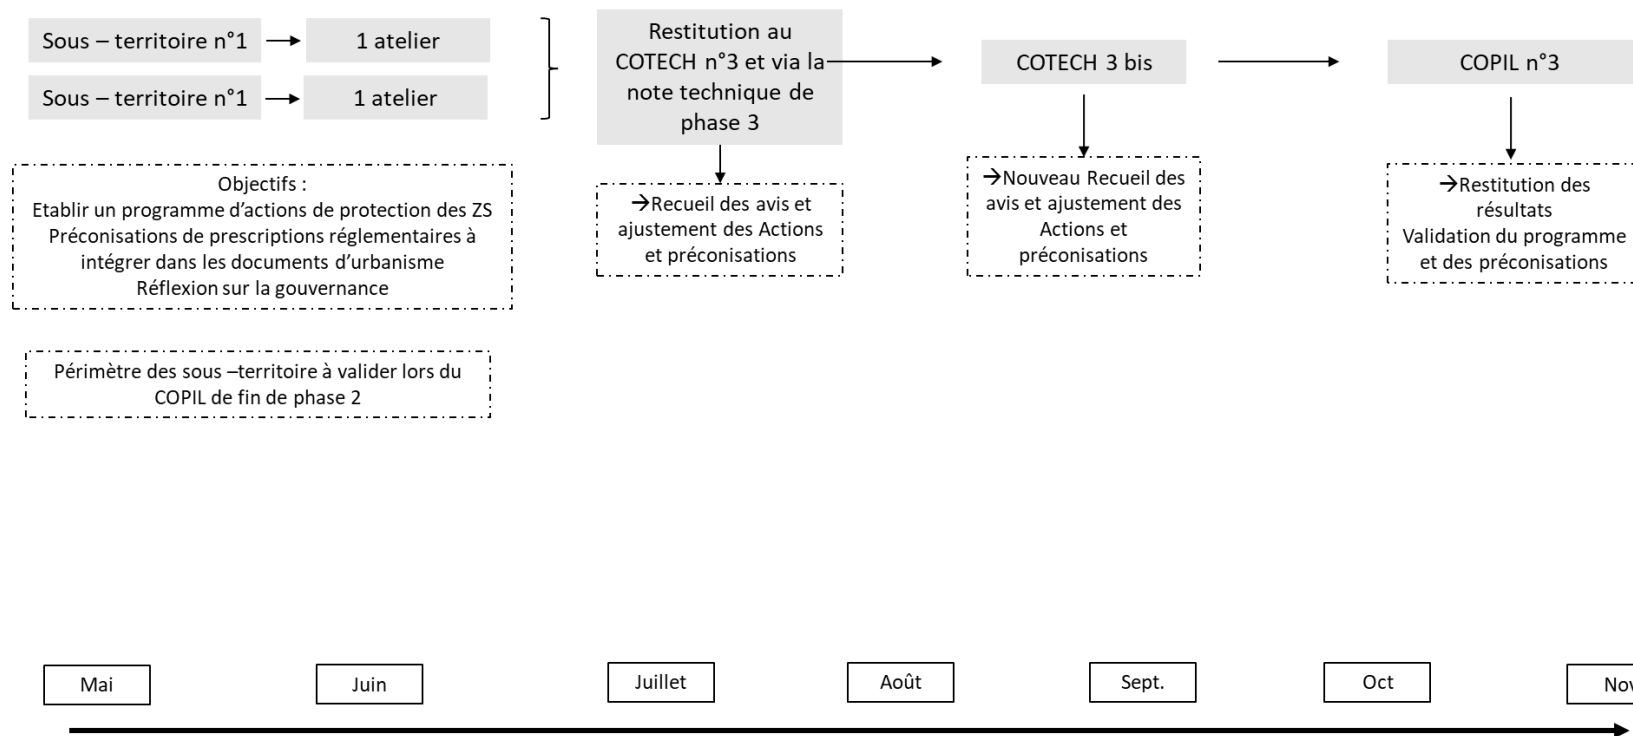 Sous – territoire n°1
1 atelier
Sous – territoire n°1
1 atelier
Restitution au
COTECH n°3 et via la
note technique de
phase 3
COTECH 3 bis
COPIL n°3
Objectifs :
Etablir un programme d’actions de protection des ZS
Préconisations de prescriptions réglementaires à
intégrer dans les documents d’urbanisme
Réflexion sur la gouvernance
→Recueil des avis et
ajustement des Actions
et préconisations
→Nouveau Recueil des
avis et ajustement des
Actions et
préconisations
→Restitution des
résultats
Validation du programme
et des préconisations
Périmètre des sous –territoire à valider lors du
COPIL de fin de phase 2
Mai
Juin
Juillet
Août
Sept.
Oct
Nov